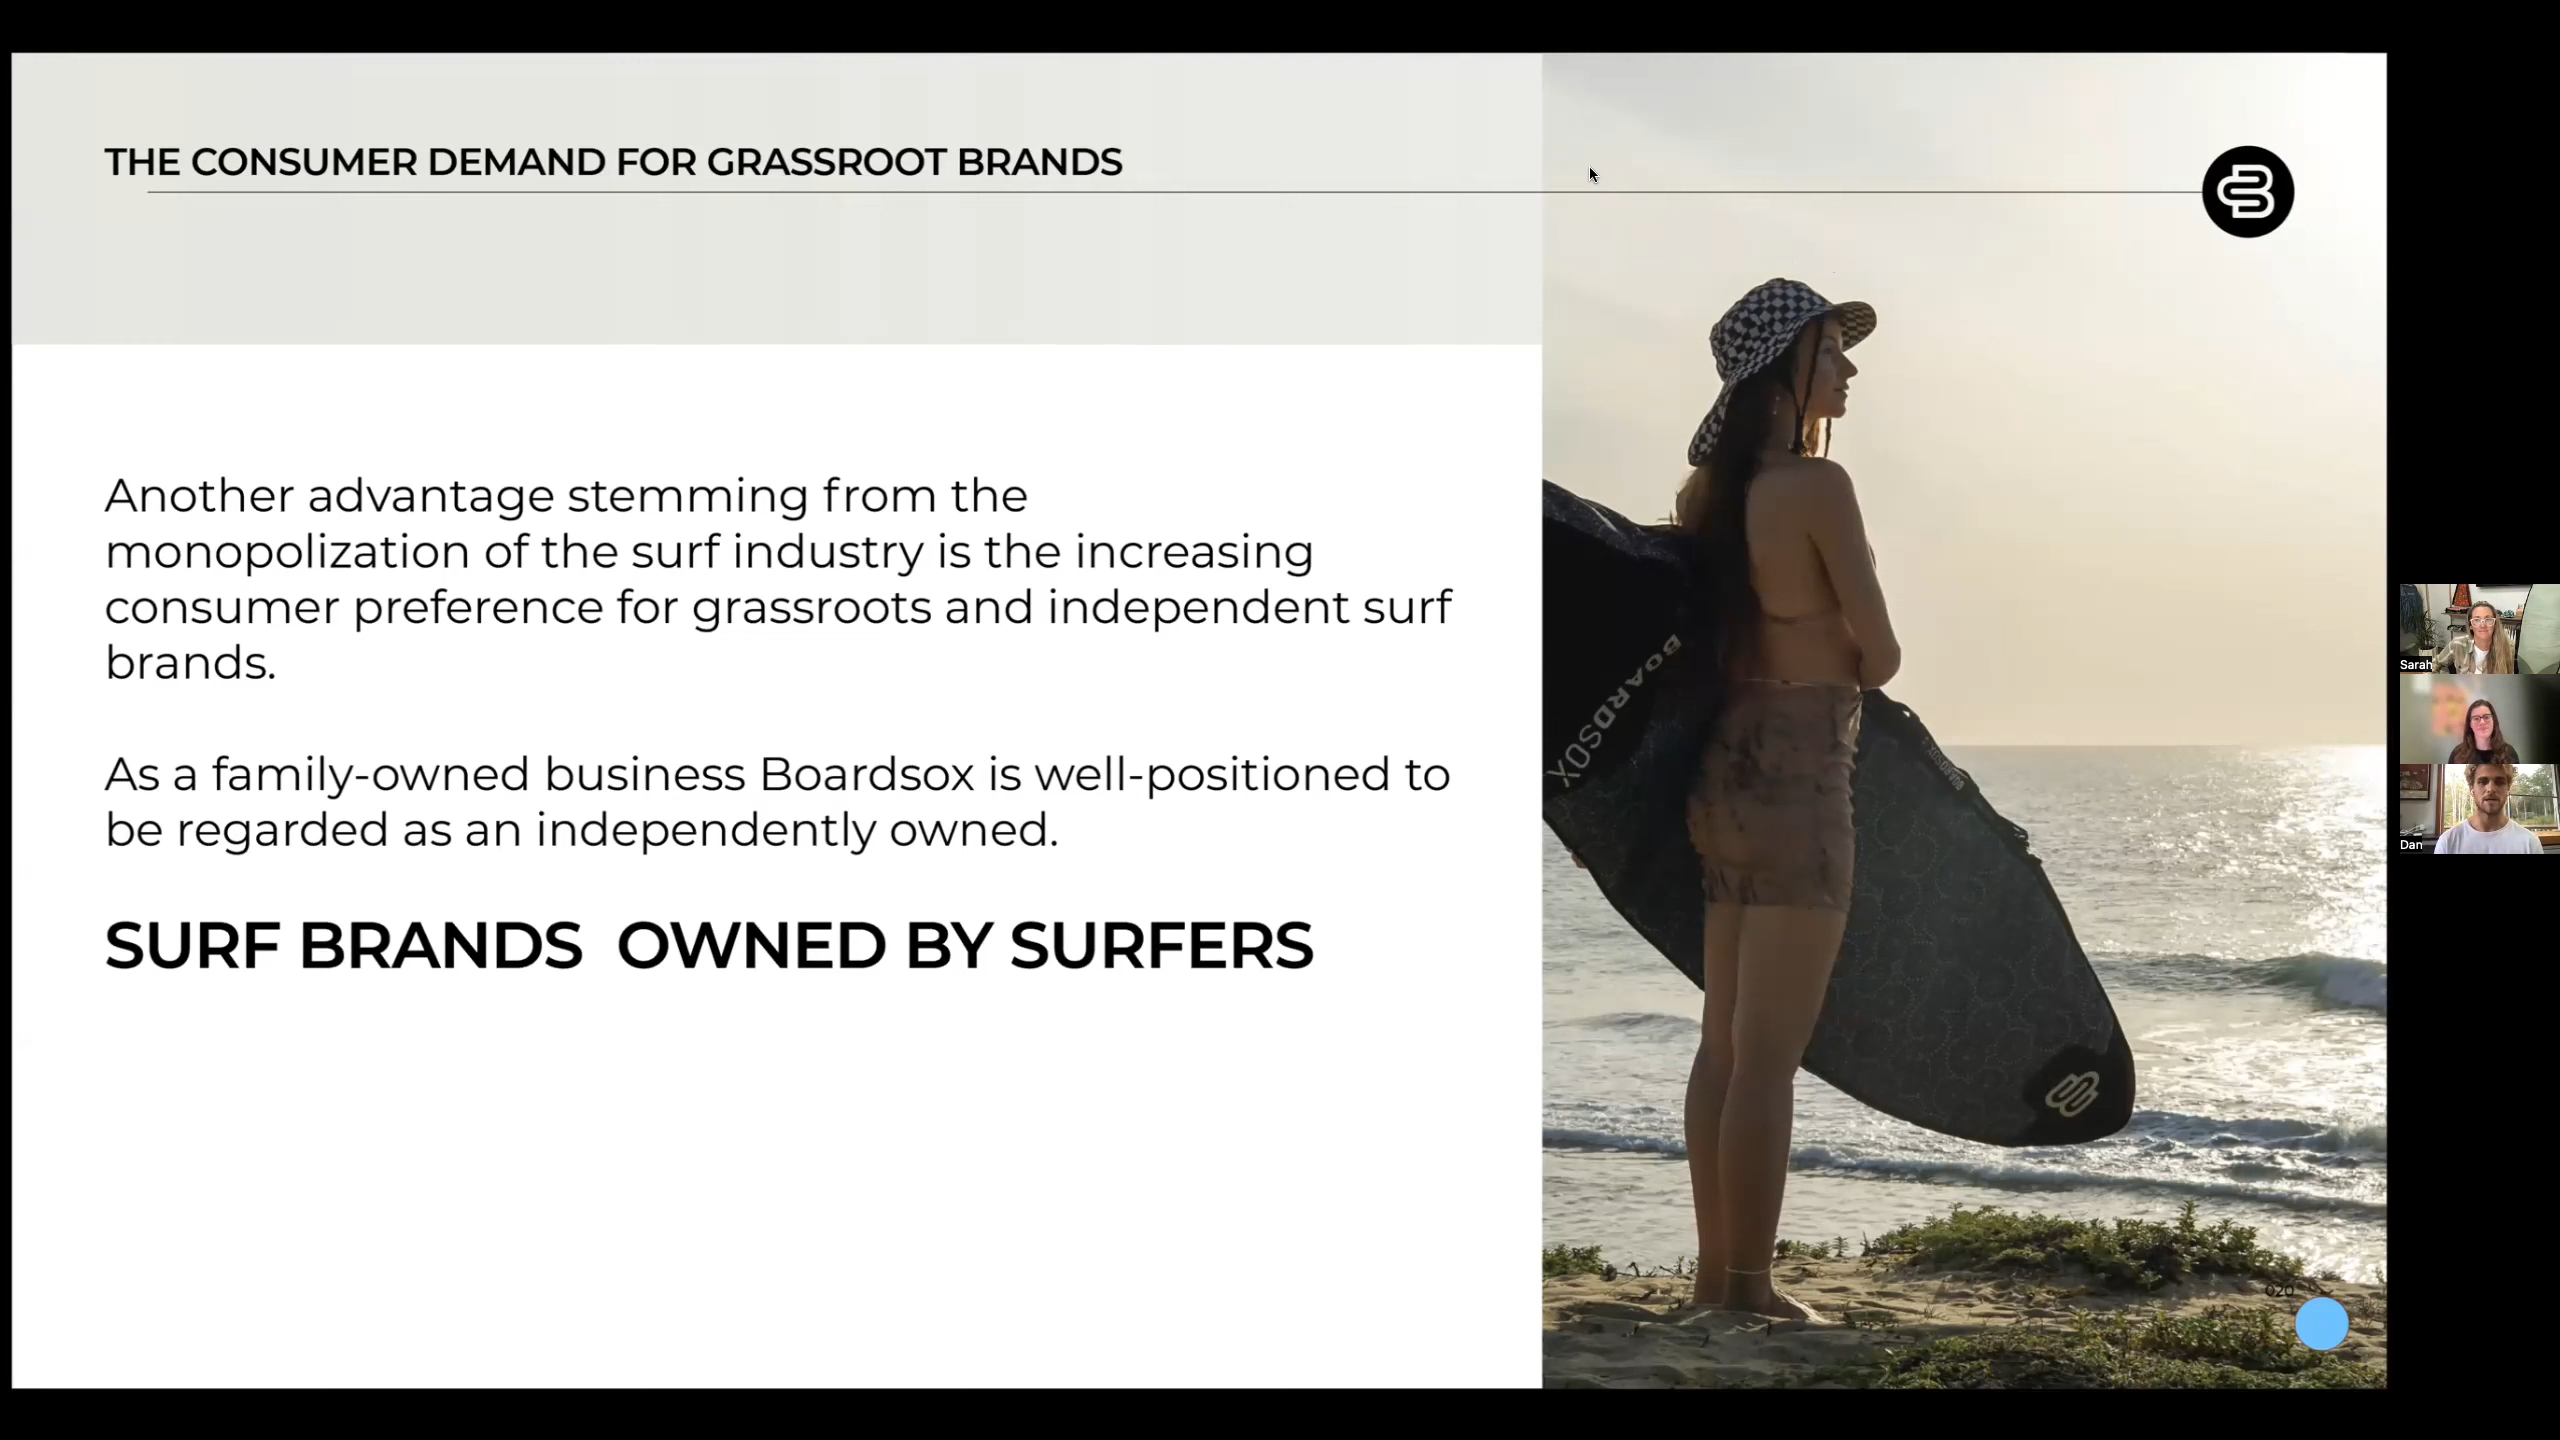 THE CONSUMER DEMAND FOR GRASSROOT BRANDS
Another advantage stemming from the
monopolization of the surf industry is the increasing
consumer preference for grassroots and independent surf
brands.
As a family-owned business Boardsox is well-positioned to
be regarded as an independently owned.
SURF BRANDS  OWNED BY SURFERS
BOARDSOX
BOARDSOX
020
Sarah
Dan